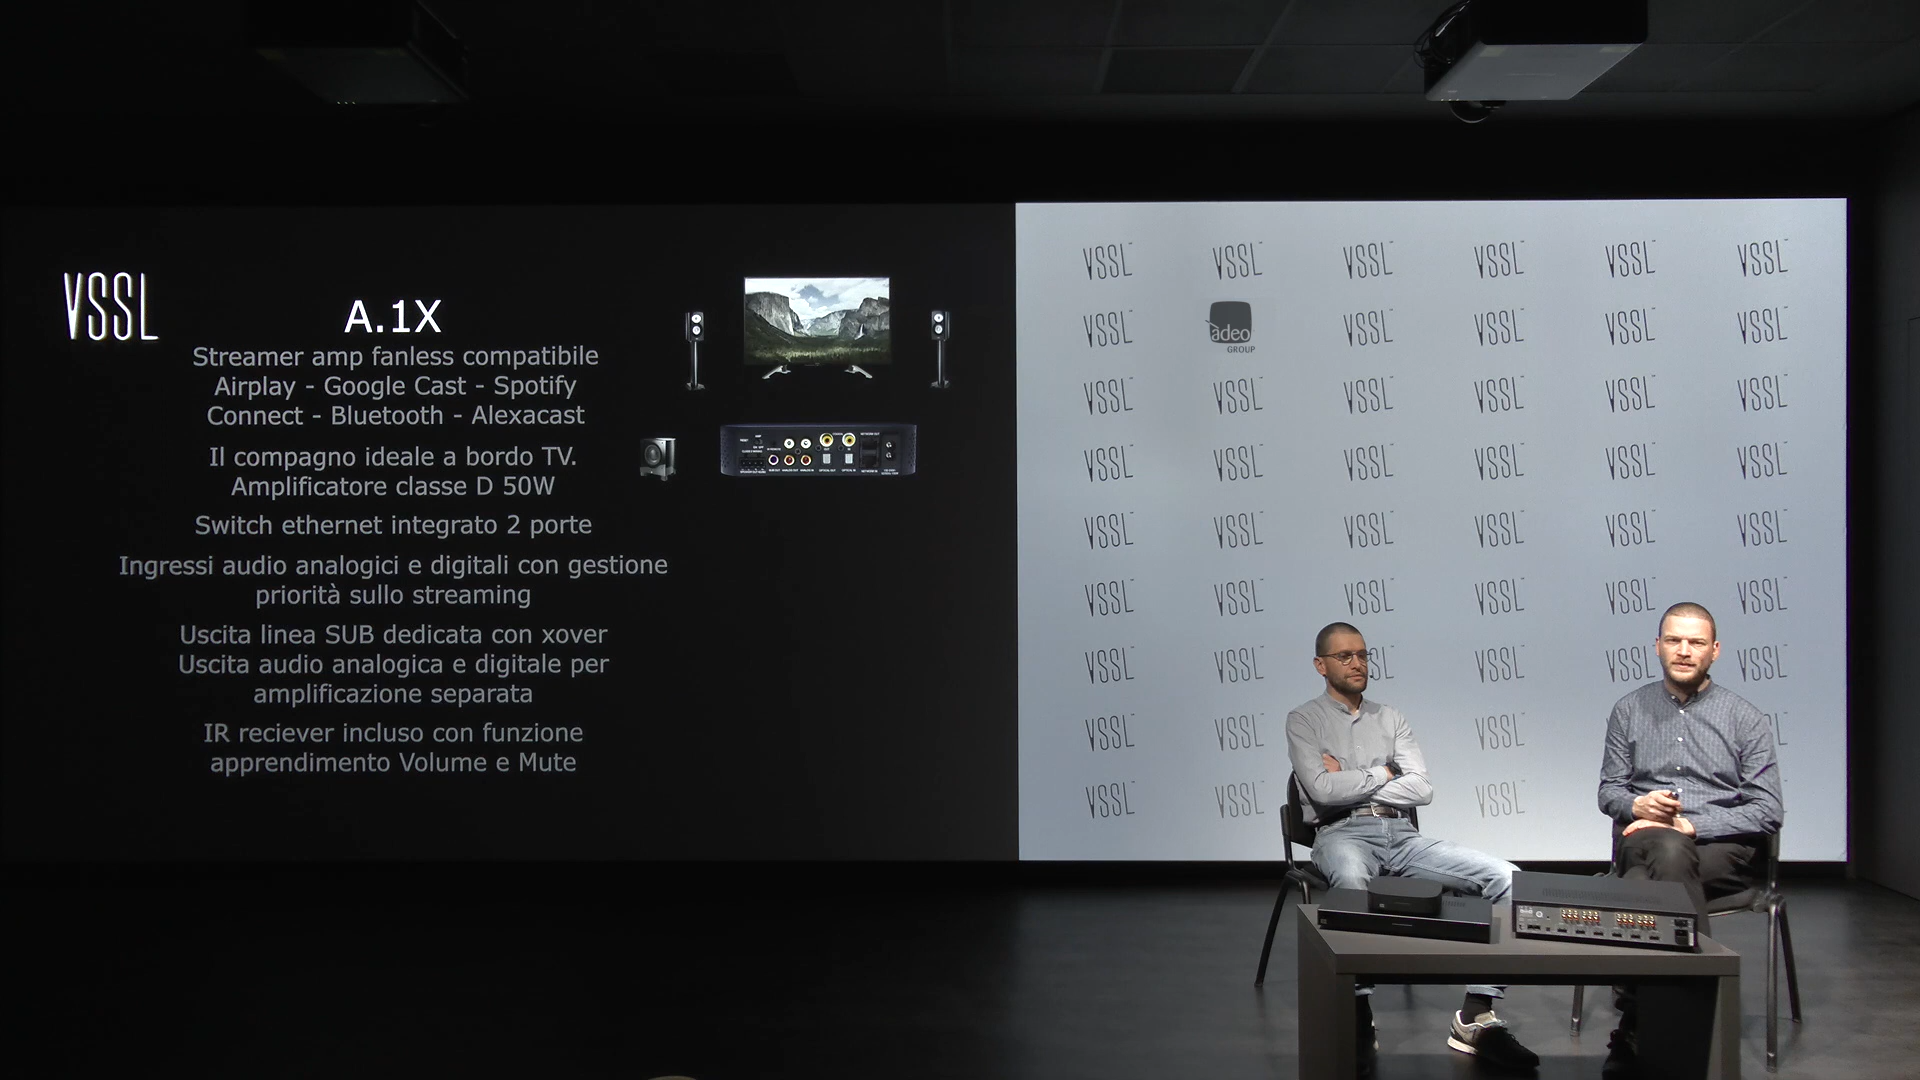 VSSL
A.1X
Streamer amp fanless compatibile
Airplay - Google Cast - Spotify
Connect - Bluetooth - Alexacast
Il compagno ideale a bordo TV.
Amplificatore classe D 50W
Switch ethernet integrato 2 porte
Ingressi audio analogici e digitali con gestione
priorità sullo streaming
Uscita linea SUB dedicata con xover
Uscita audio analogica e digitale per
amplificazione separata
IR reciever incluso con funzione
apprendimento Volume e Mute
VSSL VSSL VSSL VSSL VSSL VSSL
VSSL adeo GROUP VSSL VSSL VSSL VSSL
VSSL VSSL VSSL VSSL VSSL VSSL
VSSL VSSL VSSL VSSL VSSL VSSL
VSSL VSSL VSSL VSSL VSSL VSSL
VSSL VSSL VSSL VSSL VSSL VSSL
VSSL VSSL VSSL VSSL VSSL
VSSL VSSL VSSL
VSSL VSSL VSSL